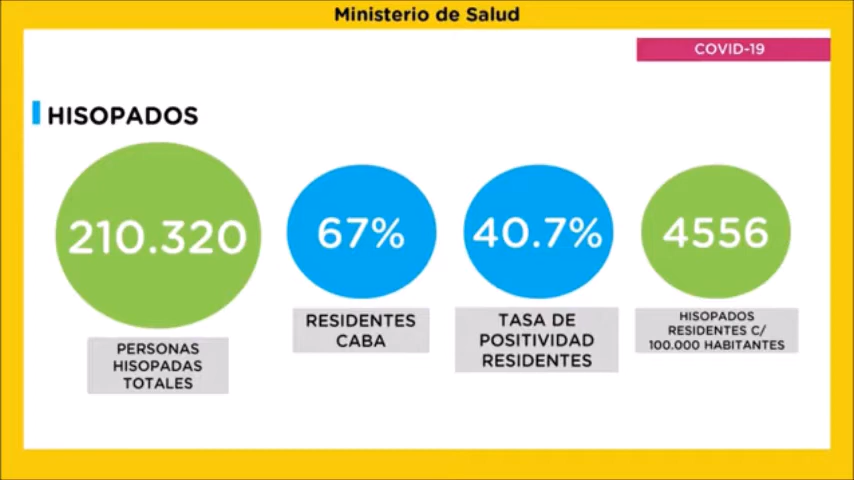 Ministerio de Salud
COVID-19
HISOPADOS
210.320
PERSONAS
HISOPADAS
TOTALES
67%
RESIDENTES
CABA
40.7%
TASA DE
POSITIVIDAD
RESIDENTES
4556
HISOPADOS
RESIDENTES C/
100.000 HABITANTES